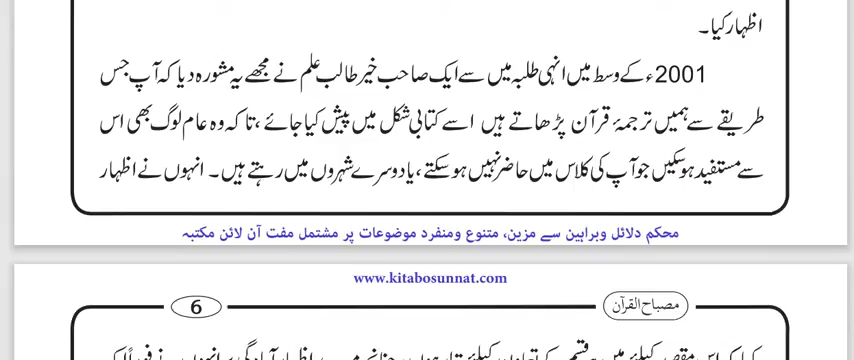 اظہار کیا۔
2001ء کے وسط میں انہی طلبہ میں سے ایک صاحب خیر طالب علم نے مجھے یہ مشورہ دیا کہ آپ جس
طریقے سے ہمیں ترجمۂ قرآن پڑھاتے ہیں اسے کتابی شکل میں پیش کیا جائے، تا کہ وہ عام لوگ بھی اس
سے مستفید ہوسکیں جو آپ کی کلاس میں حاضر نہیں ہو سکتے، یا دوسرے شہروں میں رہتے ہیں۔ انہوں نے اظہار
محکم دلائل وبراہین سے مزین، متنوع ومنفرد موضوعات پر مشتمل مفت آن لائن مکتبہ
www.kitabosunnat.com
مصباح القرآن 6